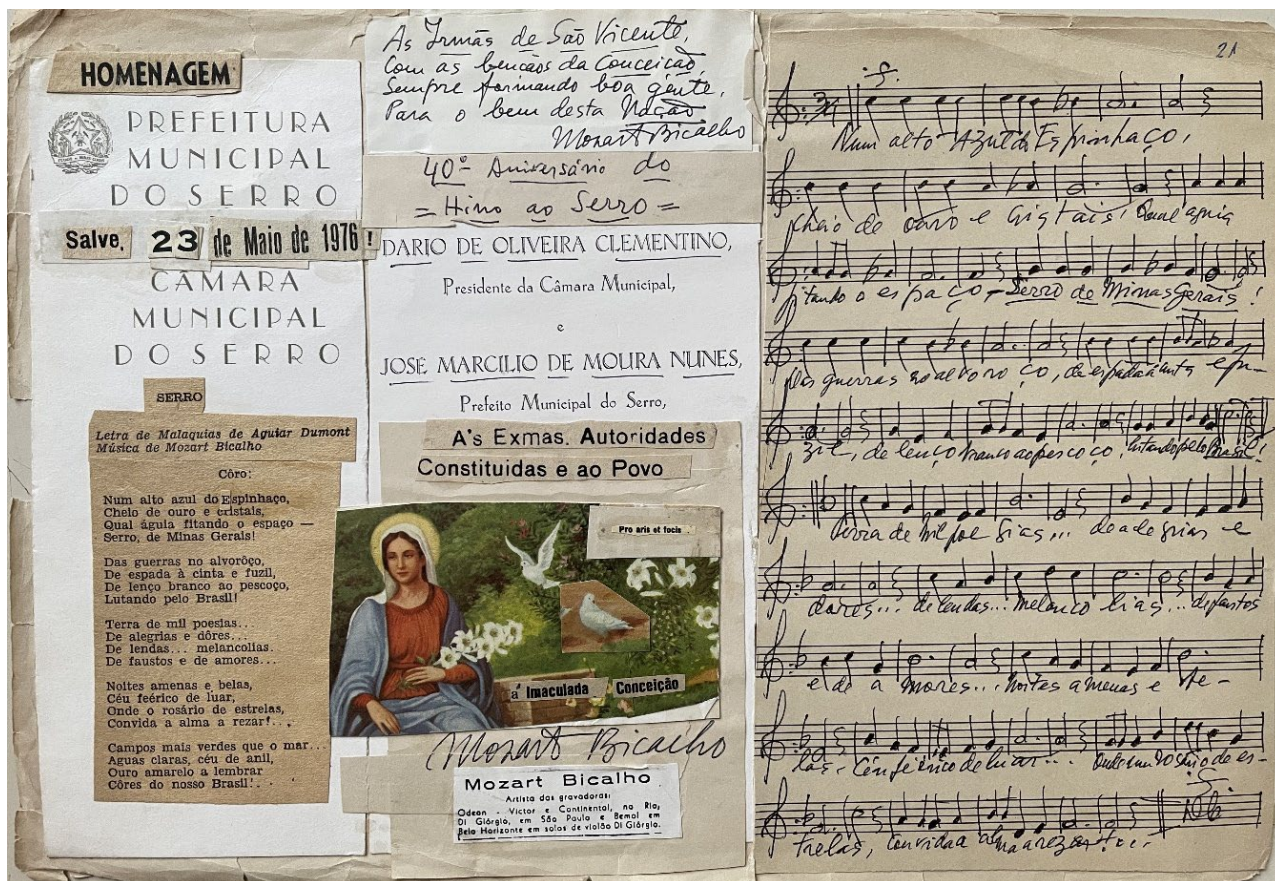 HOMENAGEM
PREFEITURA
MUNICIPAL
DO SERRO
Salve, 23 de Maio de 1976!
CÂMARA
MUNICIPAL
DO SERRO
SERRO
Letra de Malaquias de Aguiar Dumont
Música de Mozart Bicalho
Côro:
Num alto azul do Espinhaço,
Cheio de ouro e cristais,
Qual águia fitando o espaço —
Serro, de Minas Gerais!
Das guerras no alvorôço,
De espada à cinta e fuzil,
De lenço branco ao pescoço,
Lutando pelo Brasil!
Terra de mil poesias...
De alegrias e dôres...
De lendas... melancolias.
De faustos e de amores...
Noites amenas e belas,
Céu feérico de luar,
Onde o rosário de estrelas,
Convida a alma a rezar!...
Campos mais verdes que o mar...
Aguas claras, céu de anil,
Ouro amarelo a lembrar
Côres do nosso Brasil!..
As Irmãs de São Vicente,
Com as bencãos da Conceição,
Sempre formando boa gente,
Para o bem desta Nação
Mozart Bicalho
40º Aniversário do
= Hino ao Serro =
DARIO DE OLIVEIRA CLEMENTINO,
Presidente da Câmara Municipal,
e
JOSÉ MARCILIO DE MOURA NUNES,
Prefeito Municipal do Serro,
A's Exmas. Autoridades
Constituidas e ao Povo
Pro aris et focis
a' Imaculada Conceição
Mozart Bicalho
Mozart Bicalho
Artista das gravadoras:
Odeon - Victor e Continental, no Rio,
Di Giórgio, em São Paulo e Bemol em
Belo Horizonte em solos de violão Di Giórgio.
21
Num alto Azul do Espinhaço,
cheio de ouro e cristais, Qual aguia
fitando o espaço - Serro de Minas Gerais!
Das guerras no alvoroço, de espada à cinta e fu-
zil, de lenço branco ao pescoço, lutando pelo Brasil!
Terra de mil poesias... de alegrias e
dores... de lendas... melancolias... de faustos
e de amores... Noites amenas e be-
las - Céu feérico de luar... Onde um rosário de es-
trelas, convida a alma a rezar!...